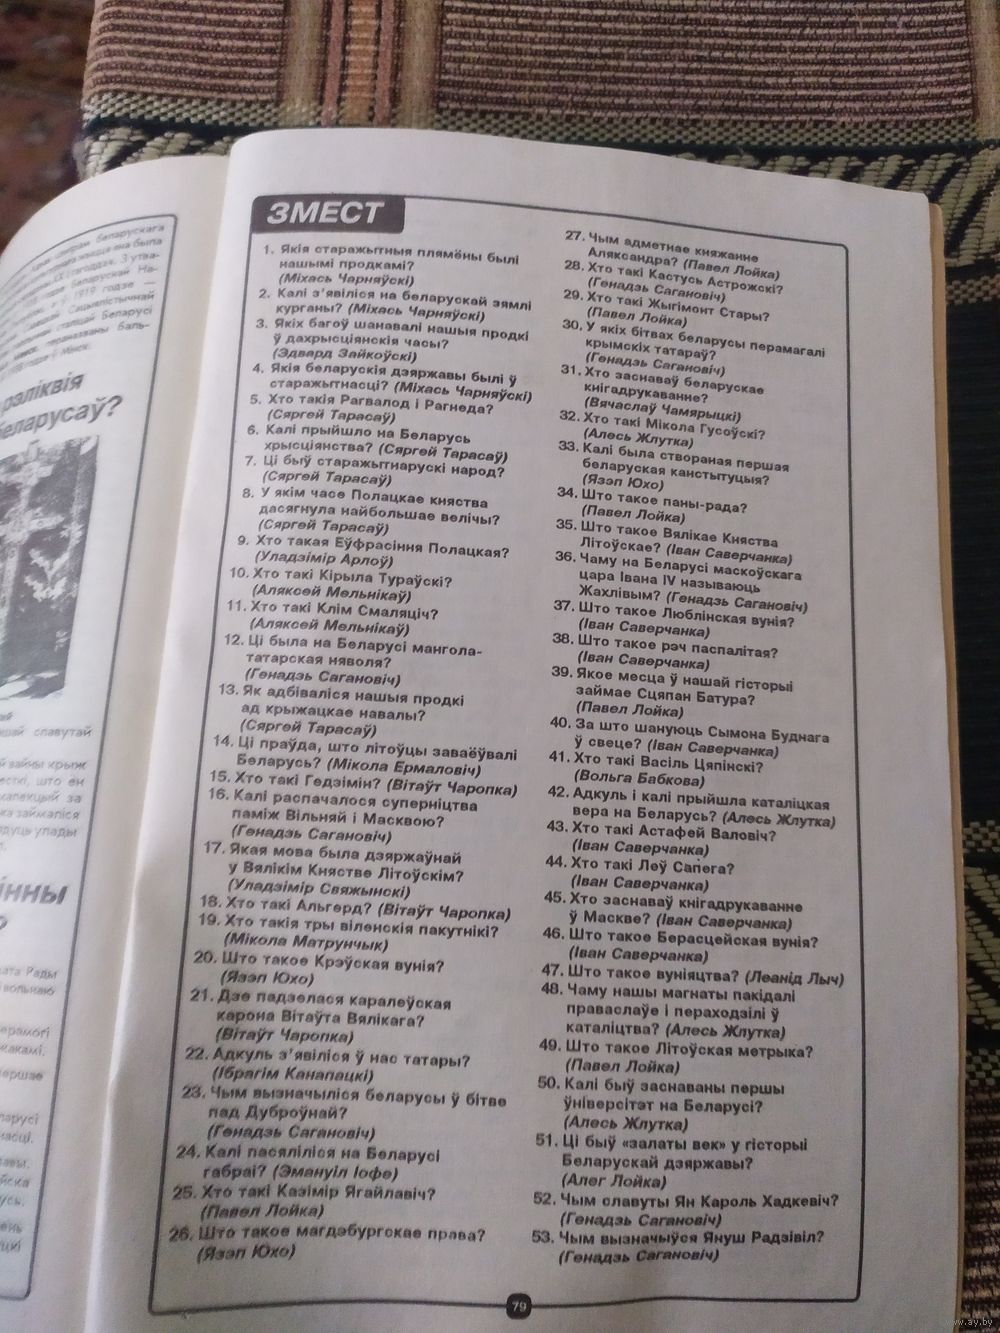 цэнтрам беларускага
1919 годзе —
Сацыялістычнай
сталіцай Беларусі
рэліквія
беларусаў?
славутай
крыж
што ён
за
займаліся
улады
Рады
вольнаю
ЗМЕСТ
1. Якія старажытныя плямёны былі
нашымі продкамі?
(Міхась Чарняўскі)
2. Калі з'явіліся на беларускай зямлі
курганы? (Міхась Чарняўскі)
3. Якіх багоў шанавалі нашыя продкі
ў дахрысціянскія часы?
(Эдвард Зайкоўскі)
4. Якія беларускія дзяржавы былі ў
старажытнасці? (Міхась Чарняўскі)
5. Хто такія Рагвалод і Рагнеда?
(Сяргей Тарасаў)
6. Калі прыйшло на Беларусь
хрысціянства? (Сяргей Тарасаў)
7. Ці быў старажытнарускі народ?
(Сяргей Тарасаў)
8. У якім часе Полацкае княства
дасягнула найбольшае велічы?
(Сяргей Тарасаў)
9. Хто такая Еўфрасіння Полацкая?
(Уладзімір Арлоў)
10. Хто такі Кірыла Тураўскі?
(Аляксей Мельнікаў)
11. Хто такі Клім Смаляціч?
(Аляксей Мельнікаў)
12. Ці была на Беларусі мангола-
татарская няволя?
(Генадзь Сагановіч)
13. Як адбіваліся нашыя продкі
ад крыжацкае навалы?
(Сяргей Тарасаў)
14. Ці праўда, што літоўцы заваёўвалі
Беларусь? (Мікола Ермаловіч)
15. Хто такі Гедзімін? (Вітаўт Чаропка)
16. Калі распачалося суперніцтва
паміж Вільняй і Масквою?
(Генадзь Сагановіч)
17. Якая мова была дзяржаўнай
у Вялікім Княстве Літоўскім?
(Уладзімір Свяжынскі)
18. Хто такі Альгерд? (Вітаўт Чаропка)
19. Хто такія тры віленскія пакутнікі?
(Мікола Матрунчык)
20. Што такое Крэўская вунія?
(Язэп Юхо)
21. Дзе падзелася каралеўская
карона Вітаўта Вялікага?
(Вітаўт Чаропка)
22. Адкуль з'явіліся ў нас татары?
(Ібрагім Канапацкі)
23. Чым вызначыліся беларусы ў бітве
пад Дуброўнай?
(Генадзь Сагановіч)
24. Калі пасяліліся на Беларусі
габраі? (Эмануіл Іофе)
25. Хто такі Казімір Ягайлавіч?
(Павел Лойка)
26. Што такое магдэбургскае права?
(Язэп Юхо)
27. Чым адметнае княжанне
Аляксандра? (Павел Лойка)
28. Хто такі Кастусь Астрожскі?
(Генадзь Сагановіч)
29. Хто такі Жыгімонт Стары?
(Павел Лойка)
30. У якіх бітвах беларусы перамагалі
крымскіх татараў?
(Генадзь Сагановіч)
31. Хто заснаваў беларускае
кнігадрукаванне?
(Вячаслаў Чамярыцкі)
32. Хто такі Мікола Гусоўскі?
(Алесь Жлутка)
33. Калі была створаная першая
беларуская канстытуцыя?
(Язэп Юхо)
34. Што такое паны-рада?
(Павел Лойка)
35. Што такое Вялікае Княства
Літоўскае? (Іван Саверчанка)
36. Чаму на Беларусі маскоўскага
цара Івана IV называюць
Жахлівым? (Генадзь Сагановіч)
37. Што такое Люблінская вунія?
(Іван Саверчанка)
38. Што такое рэч паспалітая?
(Іван Саверчанка)
39. Якое месца ў нашай гісторыі
займае Сцяпан Батура?
(Павел Лойка)
40. За што шануюць Сымона Буднага
ў свеце? (Іван Саверчанка)
41. Хто такі Васіль Цяпінскі?
(Вольга Бабкова)
42. Адкуль і калі прыйшла каталіцкая
вера на Беларусь? (Алесь Жлутка)
43. Хто такі Астафей Валовіч?
(Іван Саверчанка)
44. Хто такі Леў Сапега?
(Іван Саверчанка)
45. Хто заснаваў кнігадрукаванне
ў Маскве? (Іван Саверчанка)
46. Што такое Берасцейская вунія?
(Іван Саверчанка)
47. Што такое вуніяцтва? (Леанід Лыч)
48. Чаму нашы магнаты пакідалі
праваслаўе і пераходзілі ў
каталіцтва? (Алесь Жлутка)
49. Што такое Літоўская метрыка?
(Павел Лойка)
50. Калі быў заснаваны першы
ўніверсітэт на Беларусі?
(Алесь Жлутка)
51. Ці быў «залаты век» у гісторыі
Беларускай дзяржавы?
(Алег Лойка)
52. Чым славуты Ян Кароль Хадкевіч?
(Генадзь Сагановіч)
53. Чым вызначыўся Януш Радзівіл?
(Генадзь Сагановіч)
79
www.ay.by